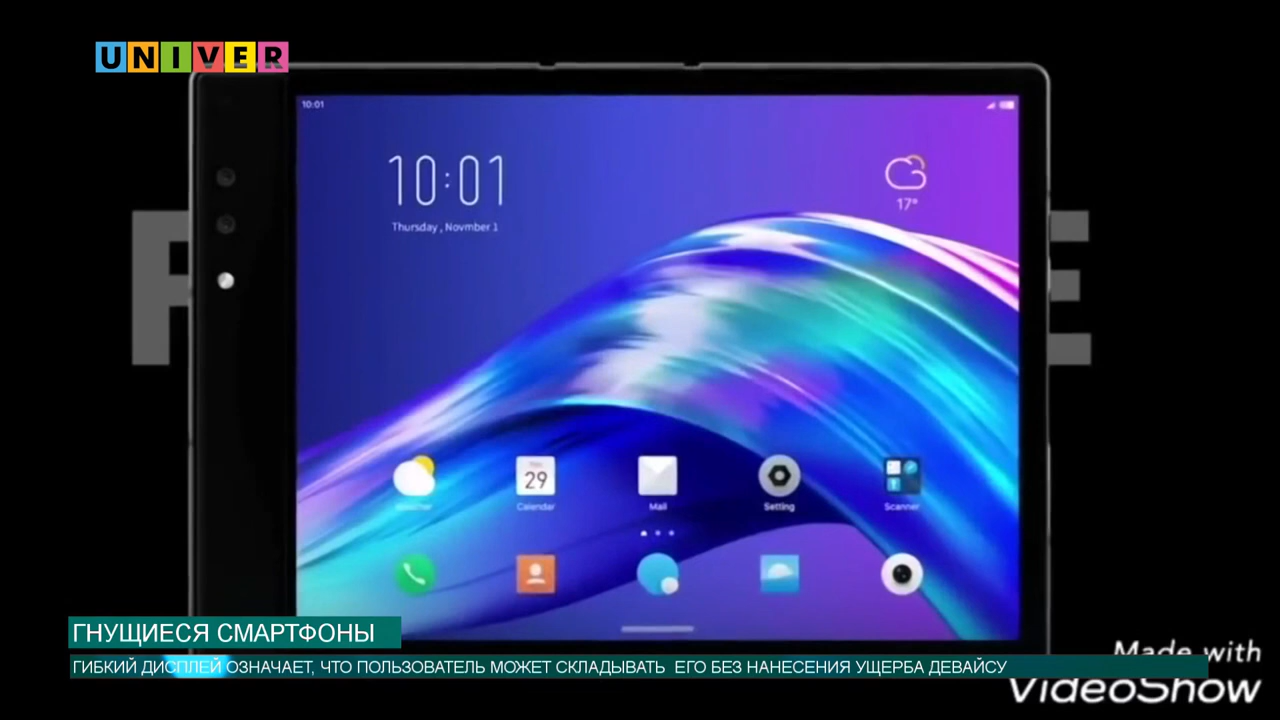 UNIVER
10:01
10:01
Thursday , Novmber 1
17°
29
Calendar
Mail
Setting
Scanner
ГНУЩИЕСЯ СМАРТФОНЫ
ГИБКИЙ ДИСПЛЕЙ ОЗНАЧАЕТ, ЧТО ПОЛЬЗОВАТЕЛЬ МОЖЕТ СКЛАДЫВАТЬ ЕГО БЕЗ НАНЕСЕНИЯ УЩЕРБА ДЕВАЙСУ
Made with
VideoShow